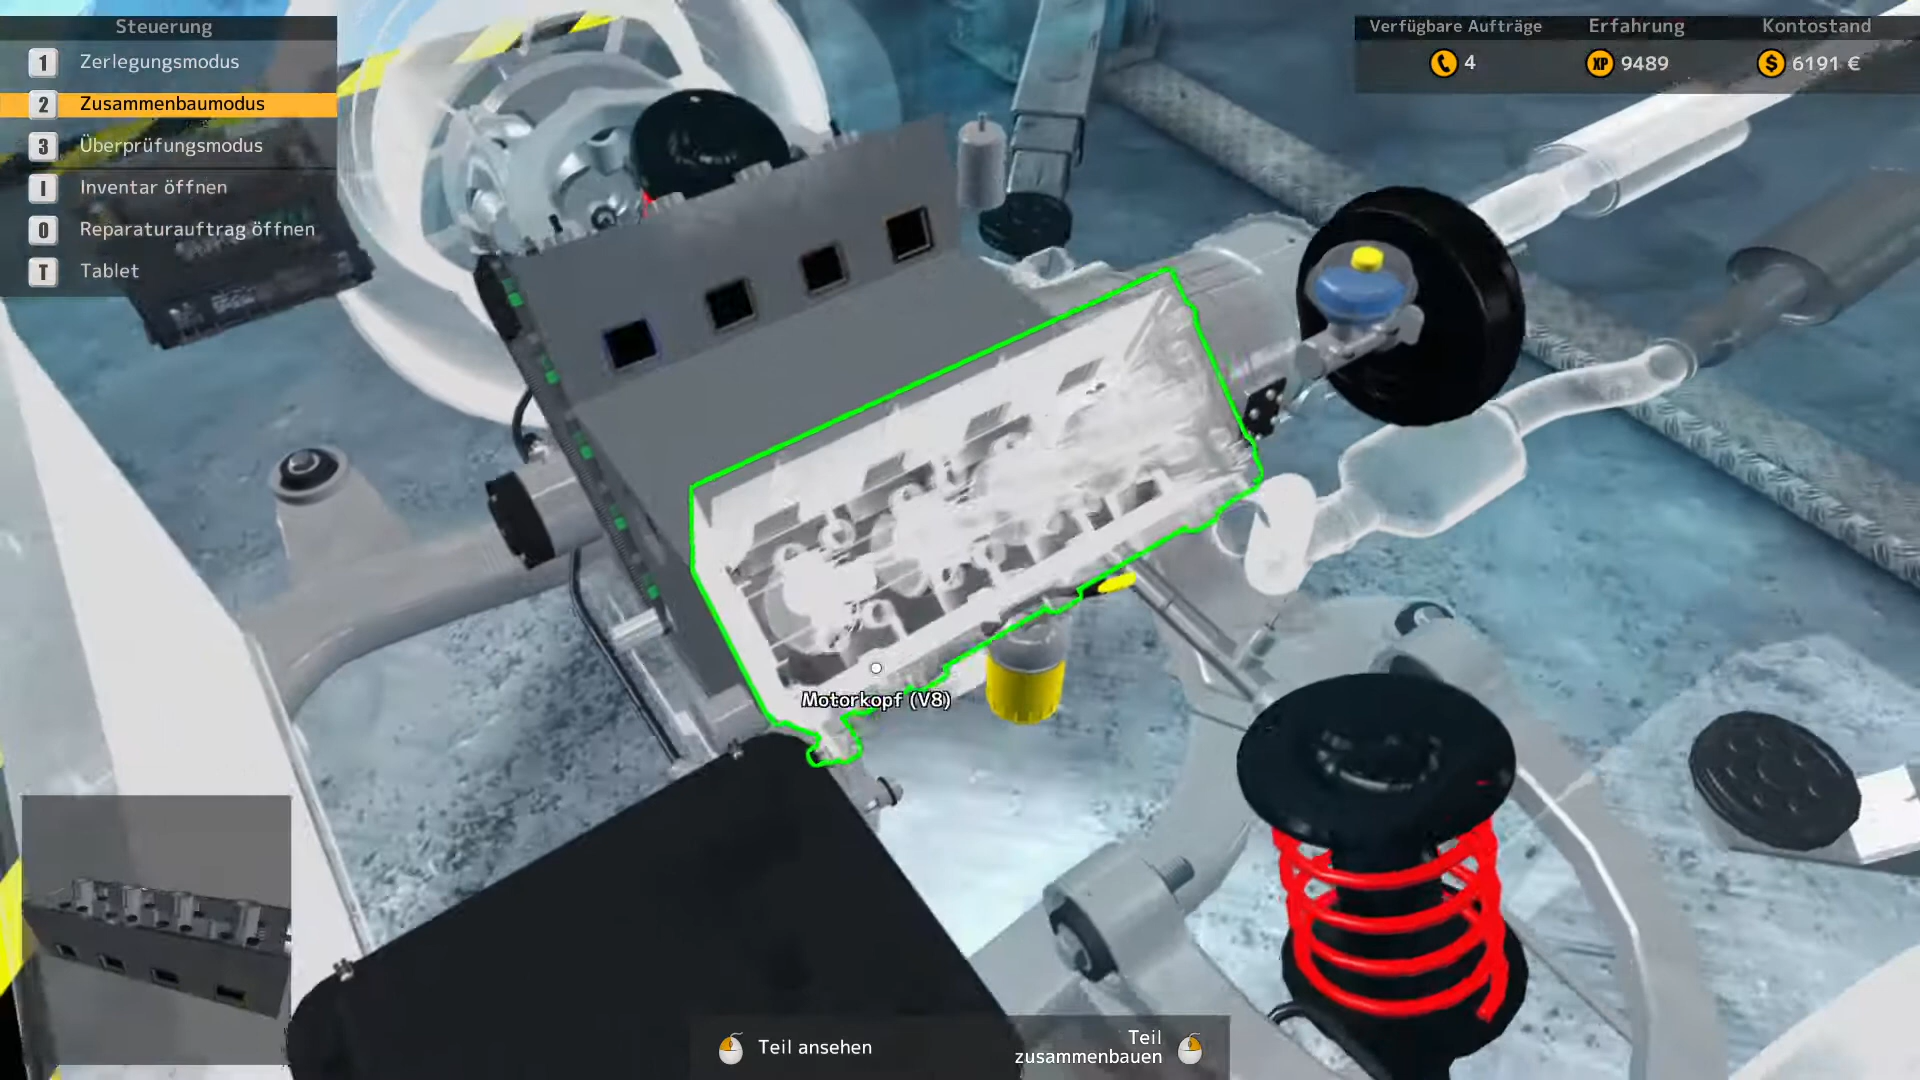 Steuerung
1 Zerlegungsmodus
2 Zusammenbaumodus
3 Überprüfungsmodus
I Inventar öffnen
O Reparaturauftrag öffnen
T Tablet
Verfügbare Aufträge
4
Erfahrung
XP 9489
Kontostand
$ 6191 €
Motorkopf (V8)
Teil ansehen
Teil
zusammenbauen